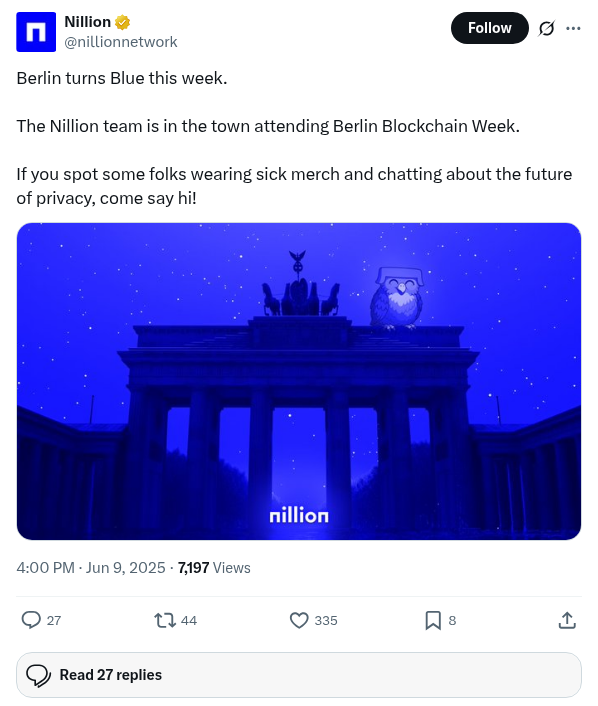 Nillion
@nillionnetwork
Follow
Berlin turns Blue this week.
The Nillion team is in the town attending Berlin Blockchain Week.
If you spot some folks wearing sick merch and chatting about the future
of privacy, come say hi!
nillion
4:00 PM · Jun 9, 2025 · 7,197 Views
27 44 335 8
Read 27 replies